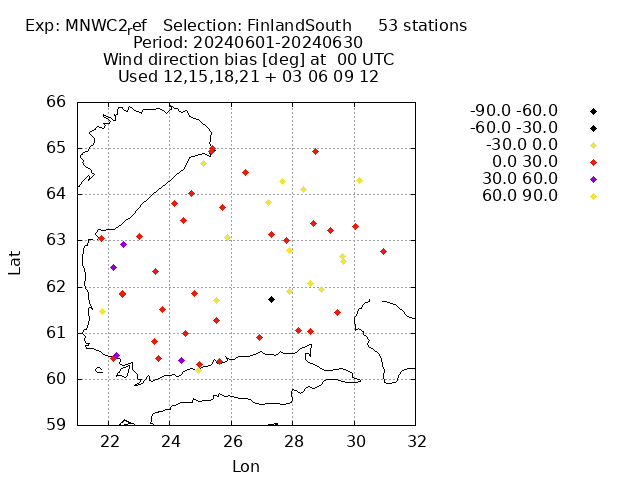 Exp: MNWC2_ref   Selection: FinlandSouth     53 stations
Period: 20240601-20240630
Wind direction bias [deg] at  00 UTC
Used 12,15,18,21 + 03 06 09 12
-90.0 -60.0
-60.0 -30.0
-30.0 0.0
0.0 30.0
30.0 60.0
60.0 90.0
66
65
64
63
62
61
60
59
Lat
22 24 26 28 30 32
Lon